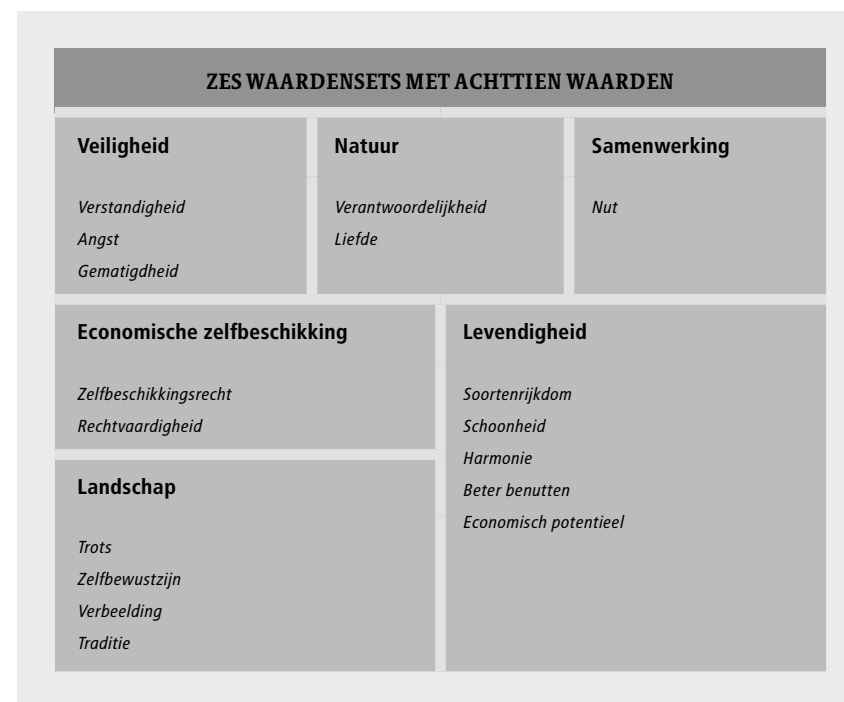 ZES WAARDENSETS MET ACHTTIEN WAARDEN
Veiligheid
Verstandigheid
Angst
Gematigdheid
Natuur
Verantwoordelijkheid
Liefde
Samenwerking
Nut
Economische zelfbeschikking
Zelfbeschikkingsrecht
Rechtvaardigheid
Landschap
Trots
Zelfbewustzijn
Verbeelding
Traditie
Levendigheid
Soortenrijkdom
Schoonheid
Harmonie
Beter benutten
Economisch potentieel